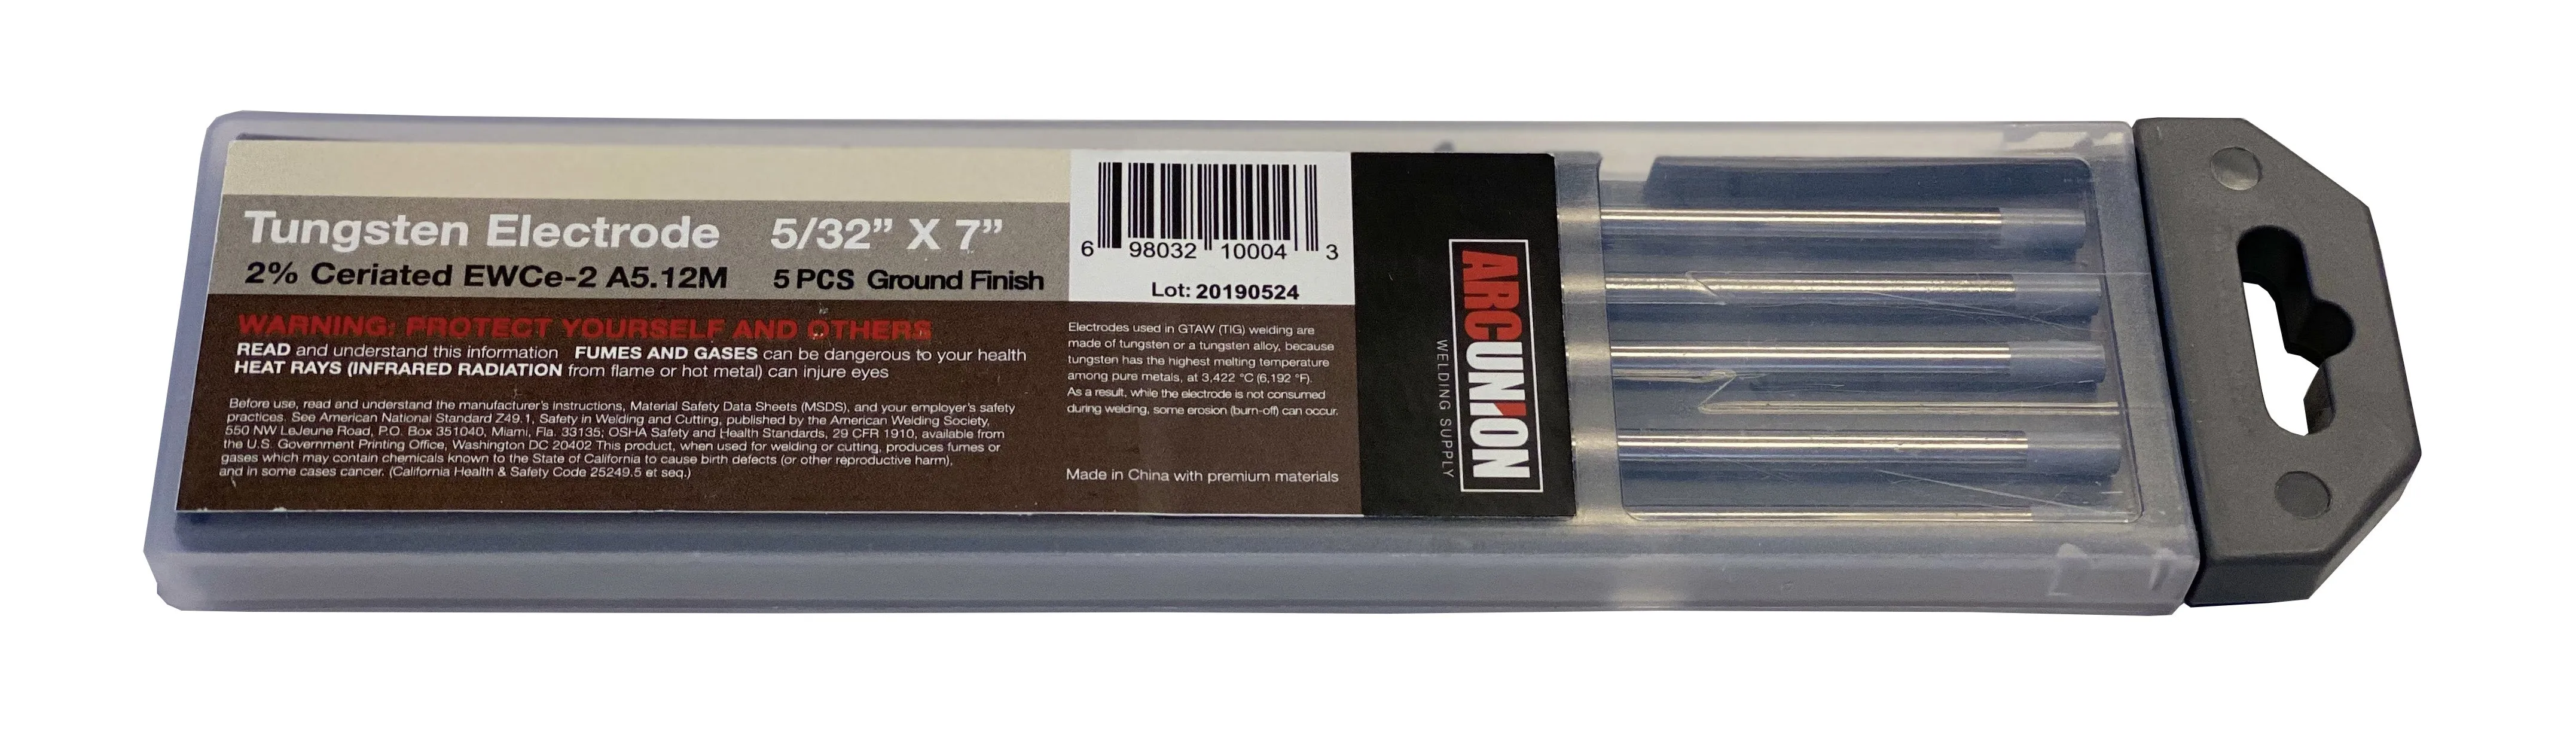 Tungsten Electrode 5/32” X 7”
2% Ceriated EWCe-2 A5.12M 5 PCS Ground Finish
WARNING: PROTECT YOURSELF AND OTHERS
READ and understand this information FUMES AND GASES can be dangerous to your health
HEAT RAYS (INFRARED RADIATION from flame or hot metal) can injure eyes
Before use, read and understand the manufacturer's instructions, Material Safety Data Sheets (MSDS), and your employer's safety
practices. See American National Standard Z49.1, Safety in Welding and Cutting, published by the American Welding Society,
550 NW LeJeune Road, P.O. Box 351040, Miami, Fla. 33135; OSHA Safety and Health Standards, 29 CFR 1910, available from
the U.S. Government Printing Office, Washington DC 20402 This product, when used for welding or cutting, produces fumes or
gases which may contain chemicals known to the State of California to cause birth defects (or other reproductive harm),
and in some cases cancer. (California Health & Safety Code 25249.5 et seq.)
6 98032 10004 3
Lot: 20190524
Electrodes used in GTAW (TIG) welding are
made of tungsten or a tungsten alloy, because
tungsten has the highest melting temperature
among pure metals, at 3,422 °C (6,192 °F).
As a result, while the electrode is not consumed
during welding, some erosion (burn-off) can occur.
Made in China with premium materials
ARCUNION
WELDING SUPPLY